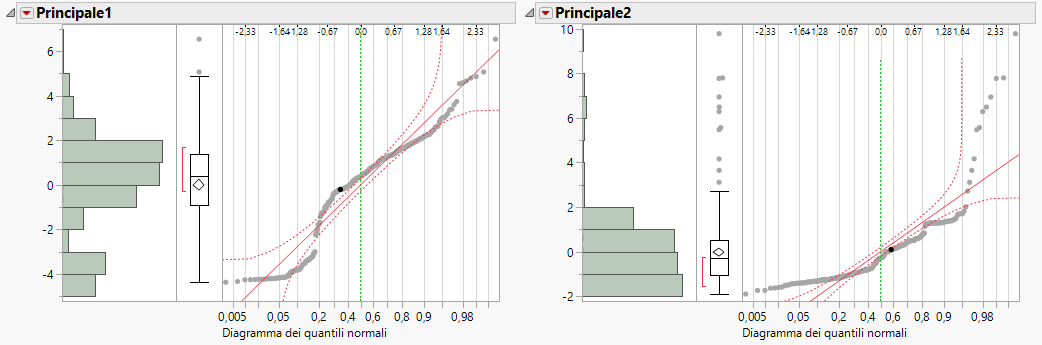 Principale1
Principale2
-2,33 -1,64 -1,28 -0,67 0,0 0,67 1,28 1,64 2,33
-2,33 -1,64 -1,28 -0,67 0,0 0,67 1,28 1,64 2,33
6
4
2
0
-2
-4
10
8
6
4
2
0
-2
0,005 0,05 0,2 0,4 0,6 0,8 0,9 0,98
0,005 0,05 0,2 0,4 0,6 0,8 0,9 0,98
Diagramma dei quantili normali
Diagramma dei quantili normali